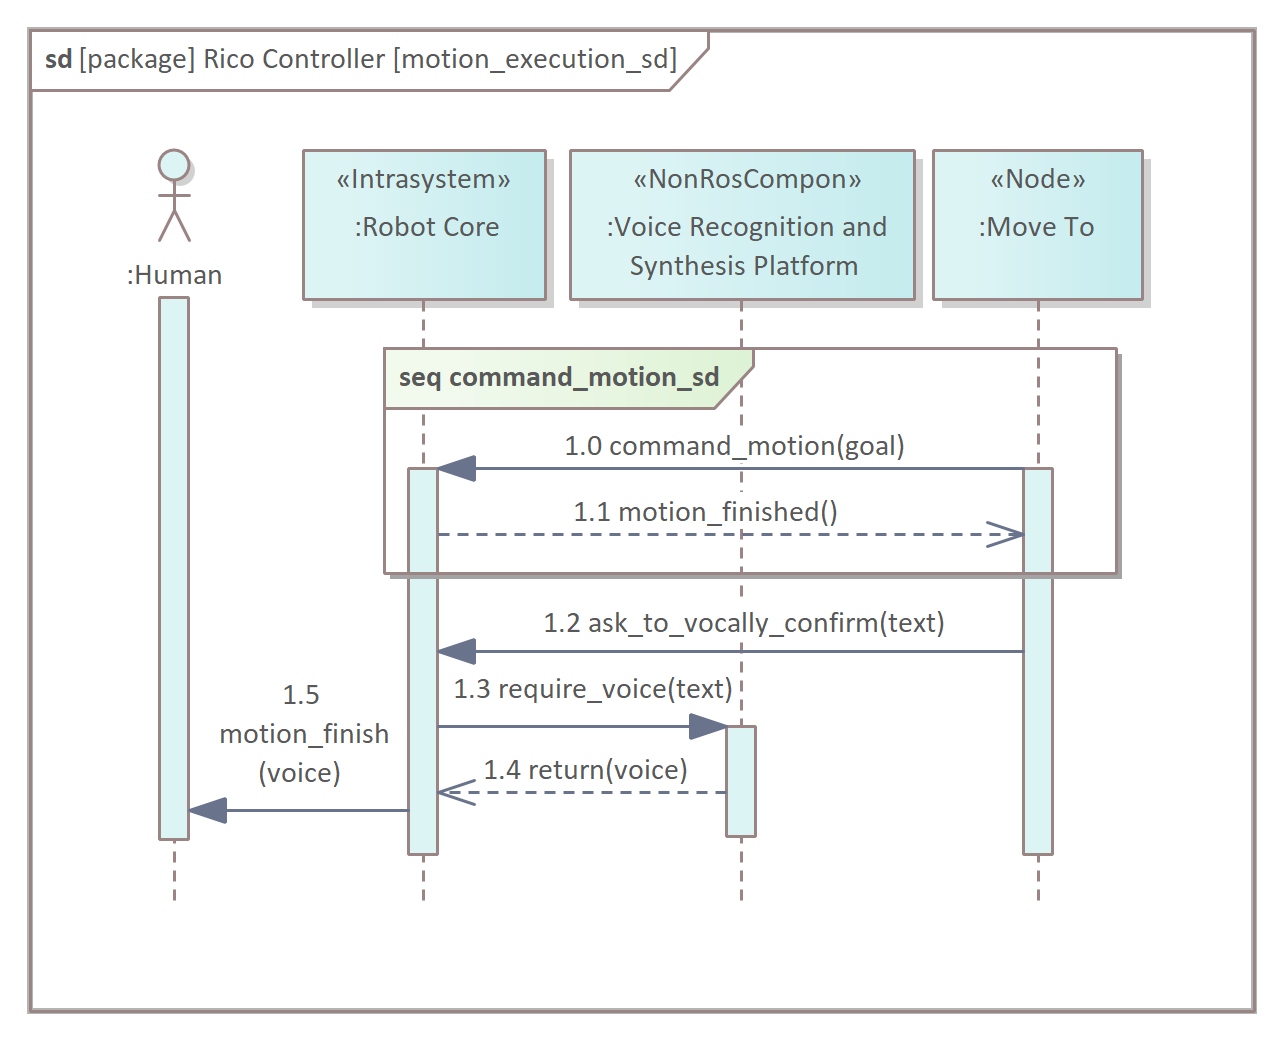 sd [package] Rico Controller [motion_execution_sd]
:Human
«Intrasystem»
:Robot Core
«NonRosCompon»
:Voice Recognition and
Synthesis Platform
«Node»
:Move To
seq command_motion_sd
1.0 command_motion(goal)
1.1 motion_finished()
1.2 ask_to_vocally_confirm(text)
1.3 require_voice(text)
1.4 return(voice)
1.5
motion_finish
(voice)